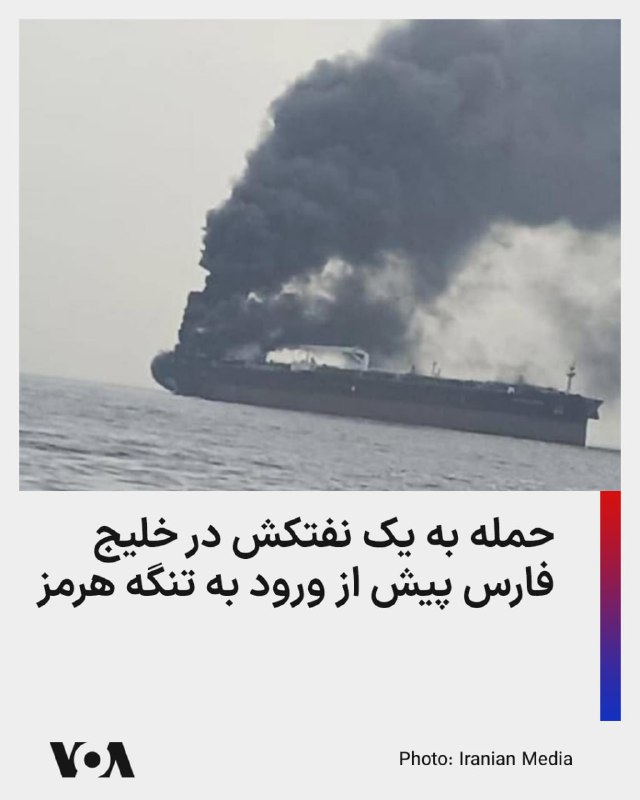 حمله به یک نفتکش در خلیج
فارس پیش از ورود به تنگه هرمز
VOA
Photo: Iranian Media